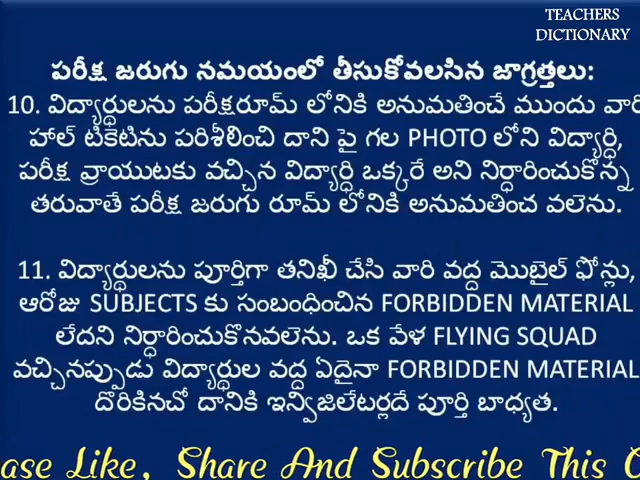 TEACHERS
DICTIONARY
పరీక్ష జరుగు నమయంలో తీసుకోవలసిన జాగ్రత్తలు:
10. విద్యార్థులను పరీక్షరూమ్ లోనికి అనుమతించే ముందు వారి
హాల్ టికెటును పరిశీలించి దాని పై గల PHOTO లోని విద్యార్థి,
పరీక్ష వ్రాయుటకు వచ్చిన విద్యార్థి ఒక్కరే అని నిర్ధారించుకొన్న
తరువాతే పరీక్ష జరుగు రూమ్ లోనికి అనుమతించ వలెను.
11. విద్యార్థులను పూర్తిగా తనిఖీ చేసి వారి వద్ద మొబైల్ ఫోన్లు,
ఆరోజు SUBJECTS కు సంబంధించిన FORBIDDEN MATERIAL
లేదని నిర్ధారించుకొనవలెను. ఒక వేళ FLYING SQUAD
వచ్చినప్పుడు విద్యార్థుల వద్ద ఏదైనా FORBIDDEN MATERIAL
దొరికినచో దానికి ఇన్విజిలేటర్లదే పూర్తి బాధ్యత.
ase Like, Share And Subscribe This